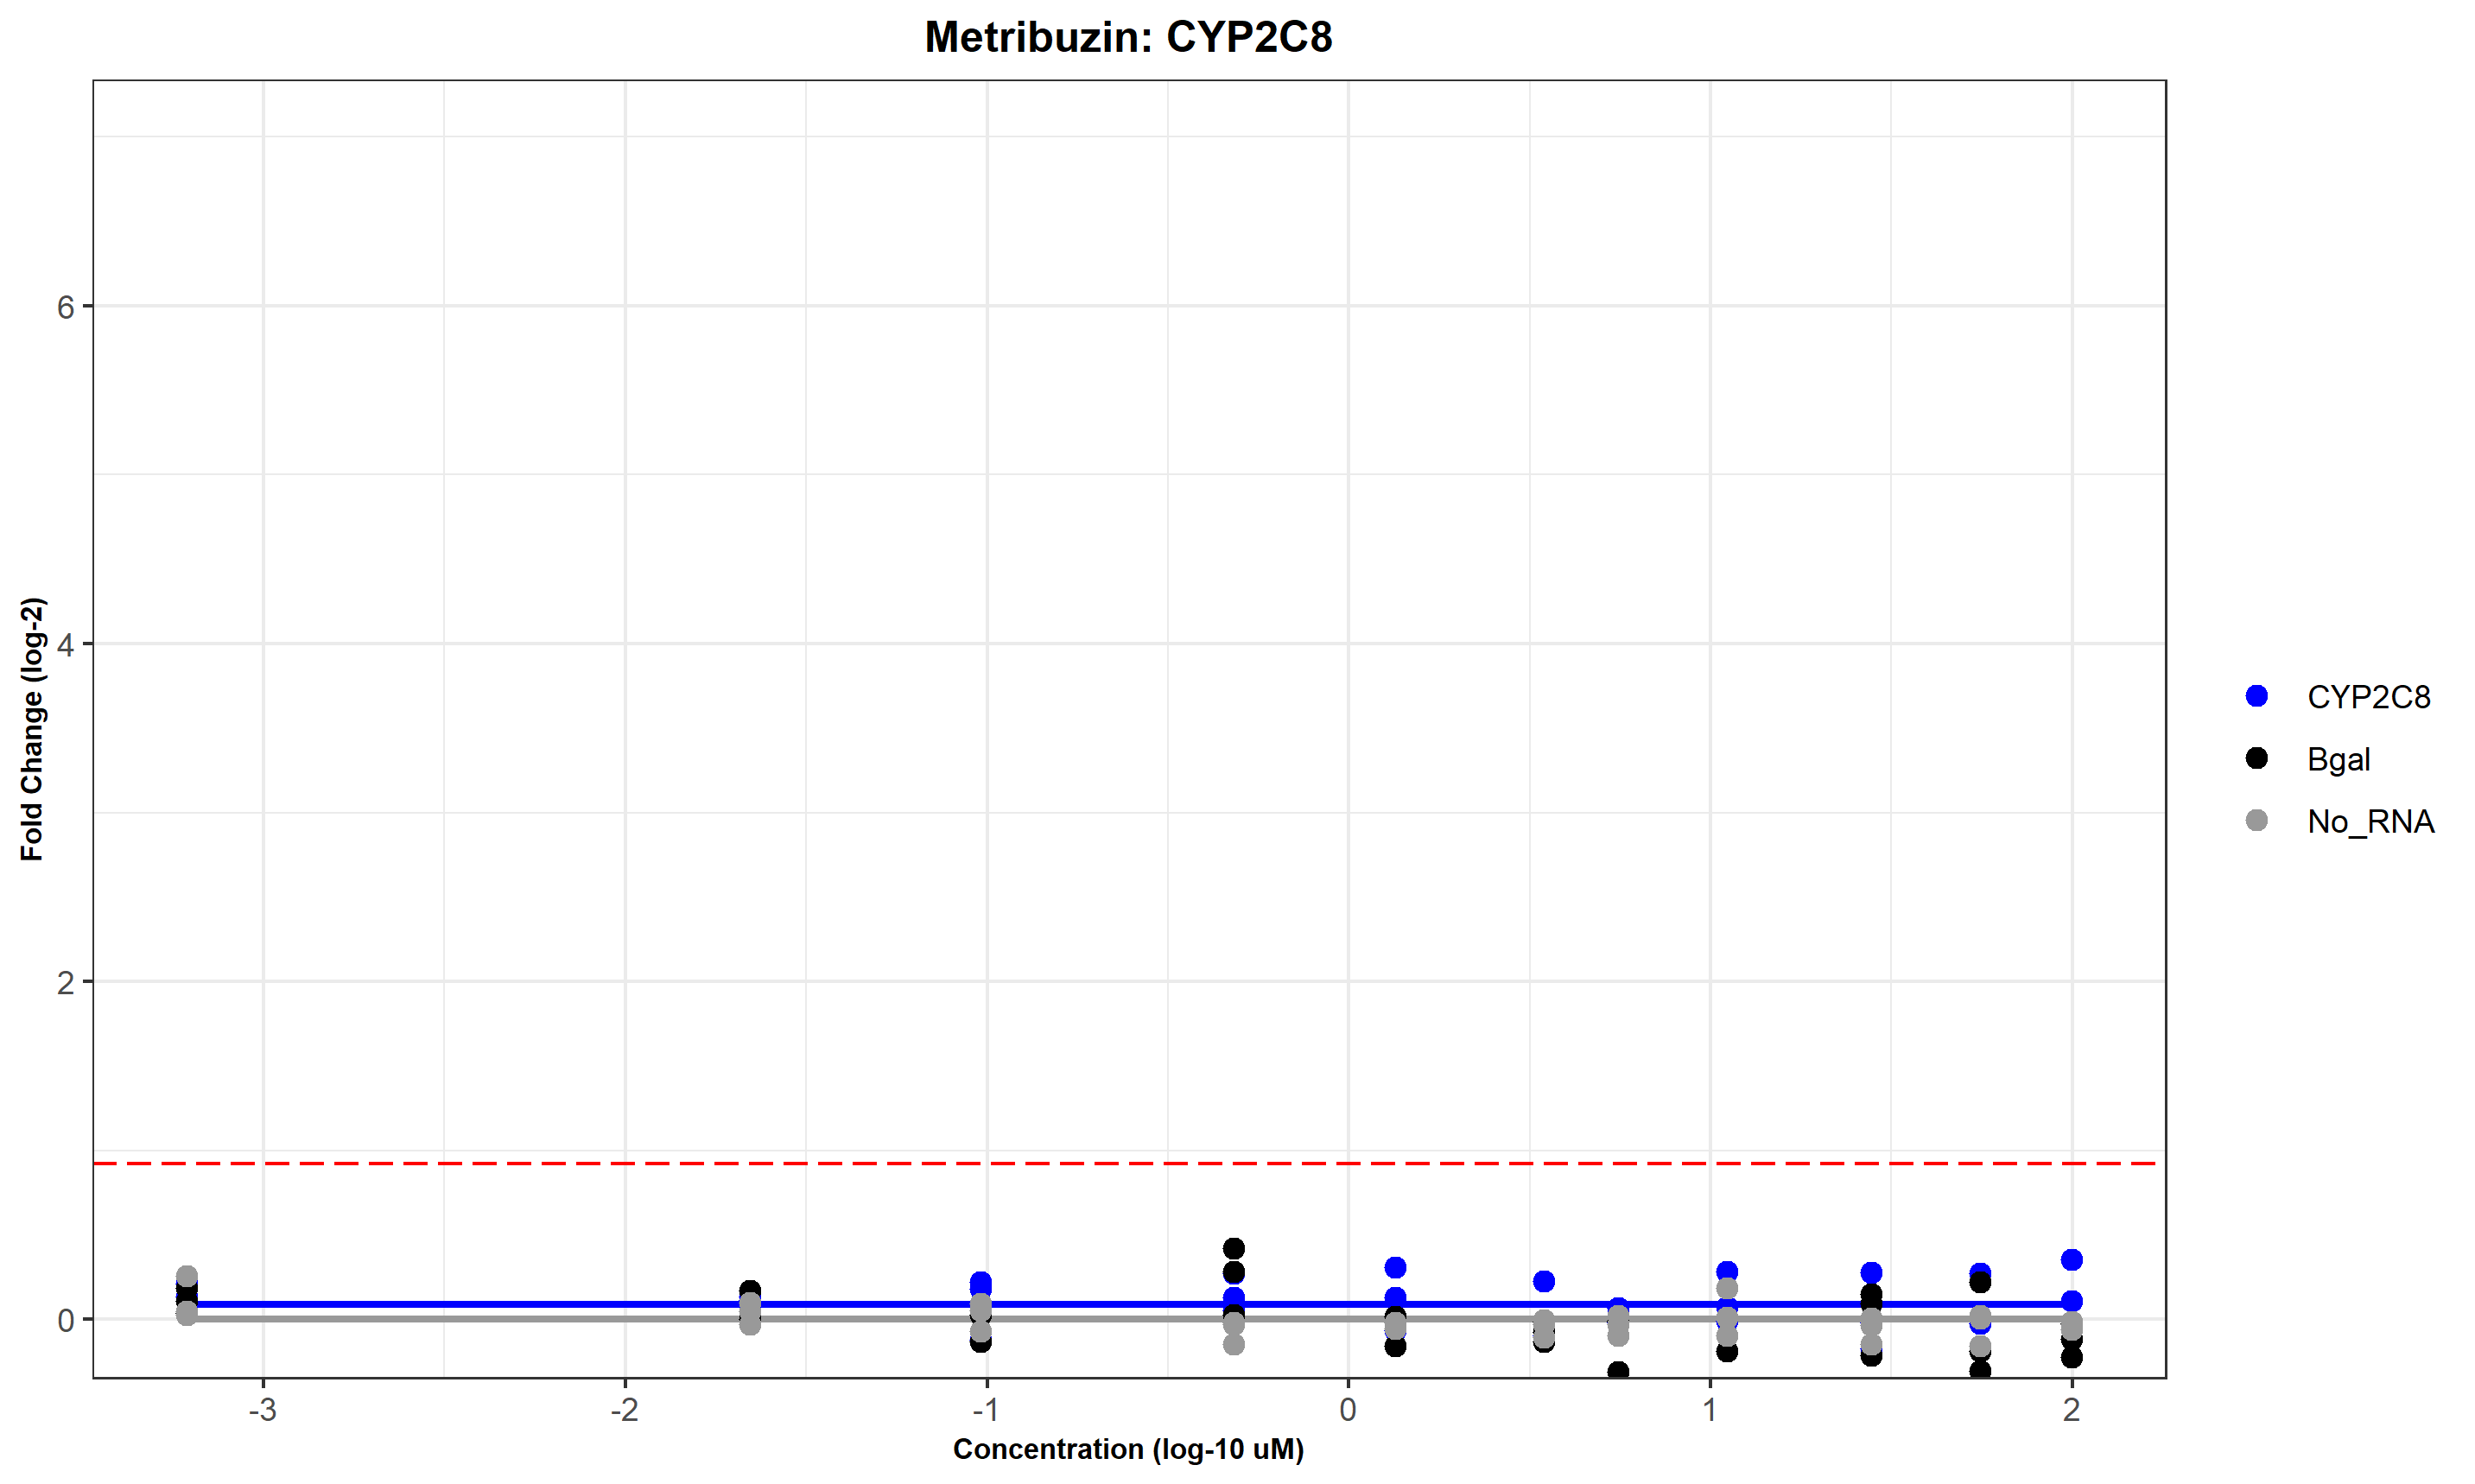 Metribuzin: CYP2C8
Fold Change (log-2)
6
4
2
0
-3 -2 -1 0 1 2
Concentration (log-10 uM)
CYP2C8
Bgal
No_RNA